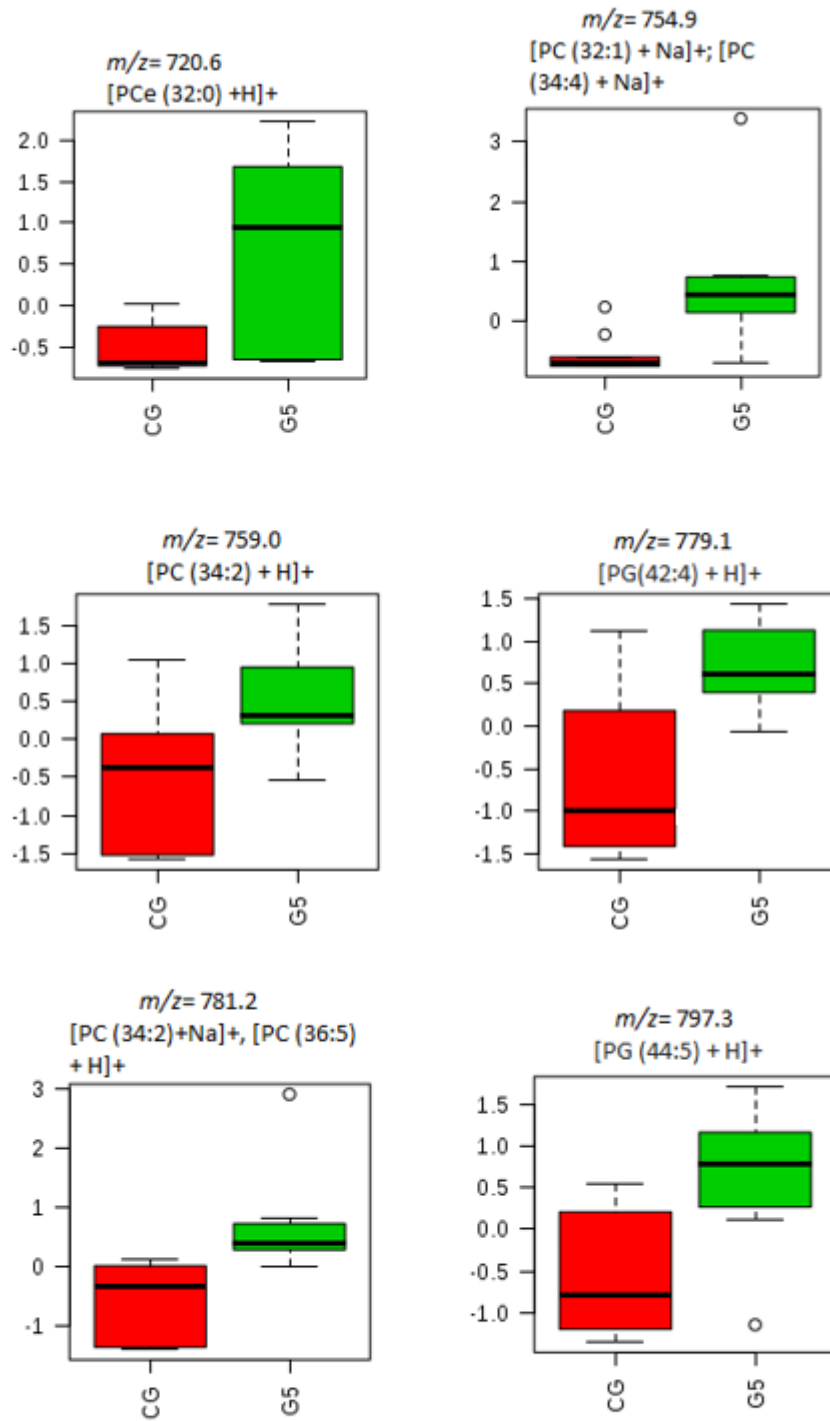 m/z= 720.6
[PCe (32:0) +H]+
2.0
1.5
1.0
0.5
0.0
-0.5
CG
G5
m/z= 754.9
[PC (32:1) + Na]+; [PC
(34:4) + Na]+
3
2
1
0
CG
G5
m/z= 759.0
[PC (34:2) + H]+
1.5
1.0
0.5
0.0
-0.5
-1.0
-1.5
CG
G5
m/z= 779.1
[PG(42:4) + H]+
1.5
1.0
0.5
0.0
-0.5
-1.0
-1.5
CG
G5
m/z= 781.2
[PC (34:2)+Na]+, [PC (36:5)
+ H]+
3
2
1
0
-1
CG
G5
m/z= 797.3
[PG (44:5) + H]+
1.5
1.0
0.5
0.0
-0.5
-1.0
CG
G5